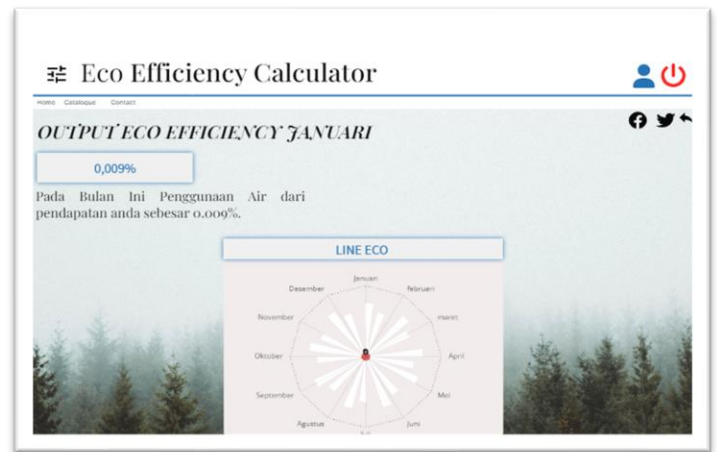 Eco Efficiency Calculator
Home Catalogue Contact
OUTPUT ECO EFFICIENCY JANUARI
0,009%
Pada Bulan Ini Penggunaan Air dari
pendapatan anda sebesar 0.009%.
LINE ECO
Januari
Desember
februari
November
maret
Oktober
April
September
Mei
Agustus
Juni